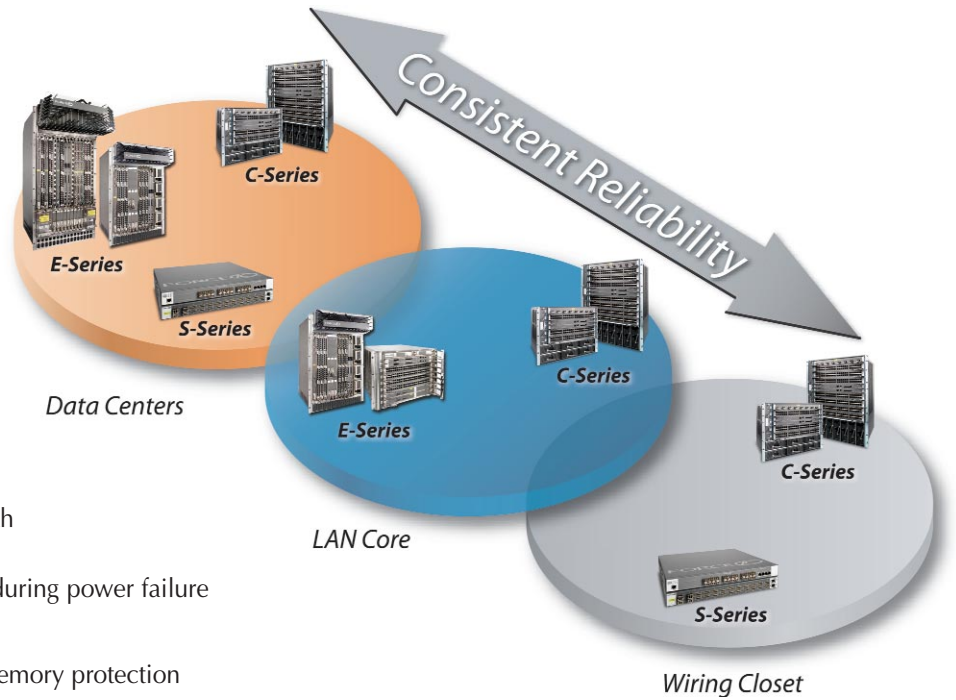 Consistent Reliability
C-Series
E-Series
S-Series
Data Centers
C-Series
E-Series
LAN Core
C-Series
S-Series
Wiring Closet
h
during power failure
emory protection